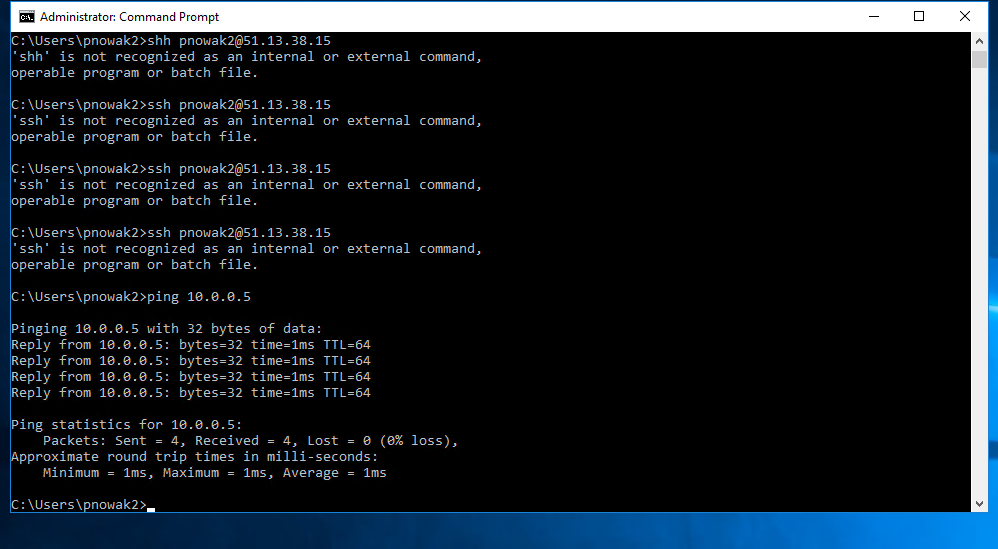 Administrator: Command Prompt
C:\Users\pnowak2>shh pnowak2@51.13.38.15
'shh' is not recognized as an internal or external command,
operable program or batch file.
C:\Users\pnowak2>ssh pnowak2@51.13.38.15
'ssh' is not recognized as an internal or external command,
operable program or batch file.
C:\Users\pnowak2>ssh pnowak2@51.13.38.15
'ssh' is not recognized as an internal or external command,
operable program or batch file.
C:\Users\pnowak2>ssh pnowak2@51.13.38.15
'ssh' is not recognized as an internal or external command,
operable program or batch file.
C:\Users\pnowak2>ping 10.0.0.5
Pinging 10.0.0.5 with 32 bytes of data:
Reply from 10.0.0.5: bytes=32 time=1ms TTL=64
Reply from 10.0.0.5: bytes=32 time=1ms TTL=64
Reply from 10.0.0.5: bytes=32 time=1ms TTL=64
Reply from 10.0.0.5: bytes=32 time=1ms TTL=64
Ping statistics for 10.0.0.5:
    Packets: Sent = 4, Received = 4, Lost = 0 (0% loss),
Approximate round trip times in milli-seconds:
    Minimum = 1ms, Maximum = 1ms, Average = 1ms
C:\Users\pnowak2>